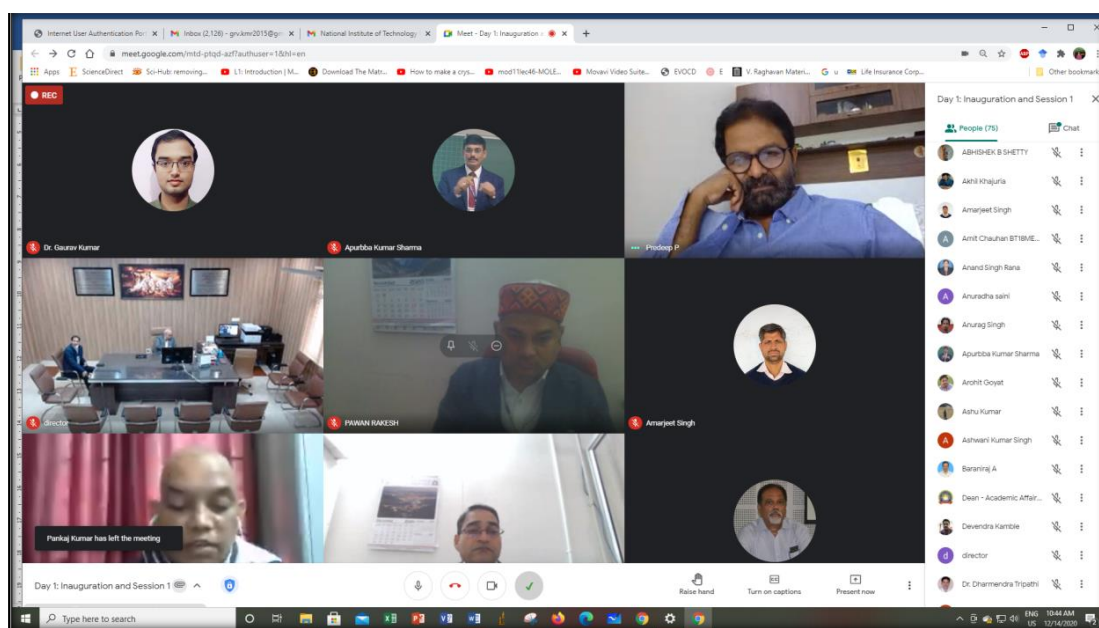 Internet User Authentication Por
Inbox (2,126) - grv.kmr2015@gm
National Institute of Technology
Meet - Day 1: Inauguration
meet.google.com/mtd-ptqd-azf?authuser=1&hl=en
Apps
ScienceDirect
Sci-Hub: removing...
L1: Introduction | M...
Download The Matr...
How to make a crys...
mod11lec46-MOLE...
Movavi Video Suite...
EVOCD
E
V. Raghavan Materi...
G u
Life Insurance Corp...
Other bookmark
REC
Dr. Gaurav Kumar
Apurbba Kumar Sharma
Predeep P
director
PAWAN RAKESH
Amarjeet Singh
Pankaj Kumar has left the meeting
Day 1: Inauguration and Session 1
People (75)
Chat
ABHISHEK B SHETTY
Akhil Khajuria
Amarjeet Singh
Amit Chauhan BT18ME...
Anand Singh Rana
Anuradha saini
Anurag Singh
Apurbba Kumar Sharma
Arohit Goyat
Ashu Kumar
Ashwani Kumar Singh
Baraniraj A
Dean - Academic Affair...
Devendra Kamble
director
Dr. Dharmendra Tripathi
Day 1: Inauguration and Session 1
Raise hand
Turn on captions
Present now
Type here to search
ENG
US
10:44 AM
12/14/2020